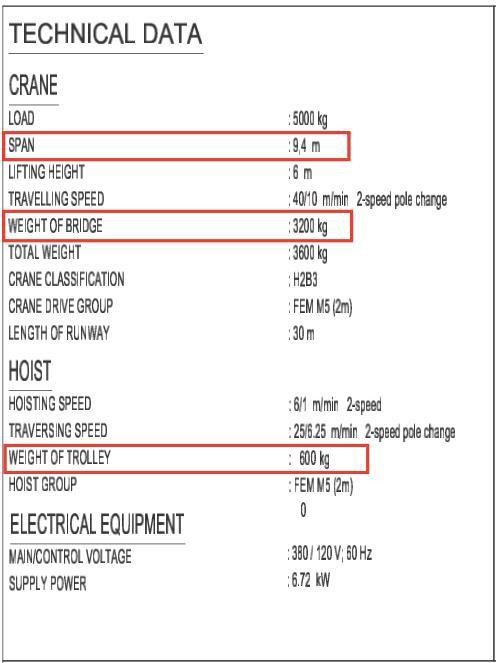 TECHNICAL DATA
CRANE
LOAD : 5000 kg
SPAN : 9,4 m
LIFTING HEIGHT : 6 m
TRAVELLING SPEED : 40/10 m/min 2-speed pole change
WEIGHT OF BRIDGE : 3200 kg
TOTAL WEIGHT : 3600 kg
CRANE CLASSIFICATION : H2B3
CRANE DRIVE GROUP : FEM M5 (2m)
LENGTH OF RUNWAY : 30 m
HOIST
HOISTING SPEED : 6/1 m/min 2-speed
TRAVERSING SPEED : 25/6.25 m/min 2-speed pole change
WEIGHT OF TROLLEY : 600 kg
HOIST GROUP : FEM M5 (2m)
0
ELECTRICAL EQUIPMENT
MAIN/CONTROL VOLTAGE : 380 / 120 V; 60 Hz
SUPPLY POWER : 6.72 kW